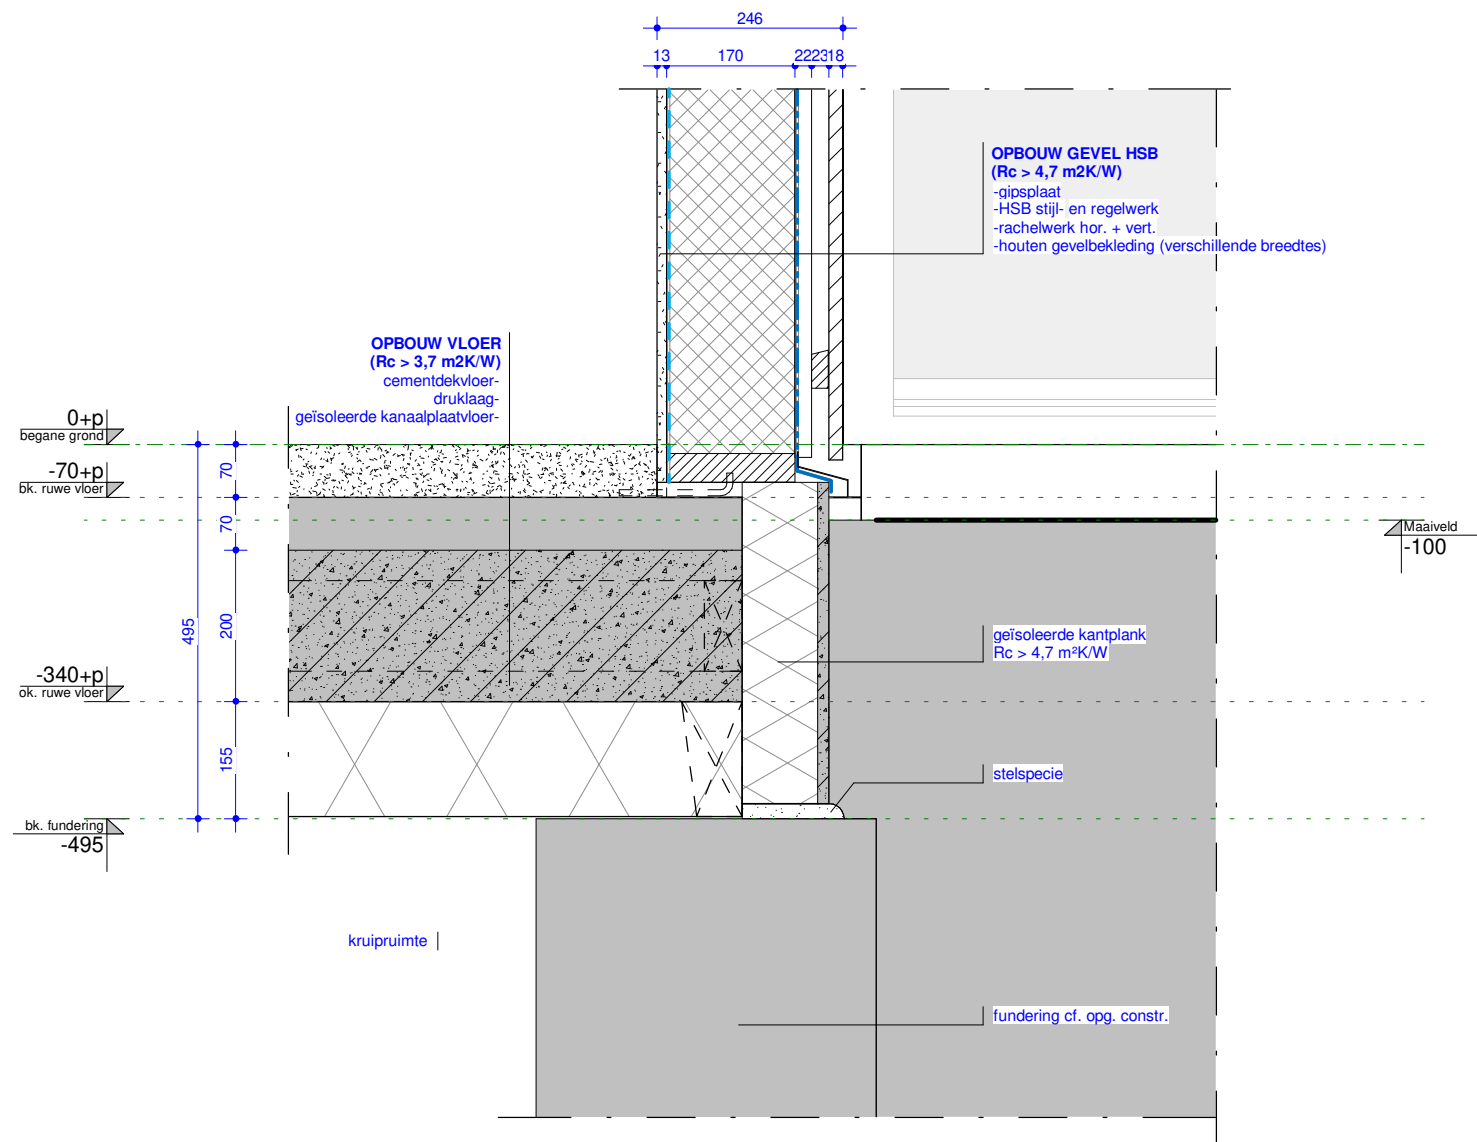 246
13 170 22 23 18
OPBOUW GEVEL HSB
(Rc > 4,7 m2K/W)
-gipsplaat
-HSB stijl- en regelwerk
-rachelwerk hor. + vert.
-houten gevelbekleding (verschillende breedtes)
OPBOUW VLOER
(Rc > 3,7 m2K/W)
cementdekvloer-
druklaag-
geïsoleerde kanaalplaatvloer-
0+p
begane grond
-70+p
bk. ruwe vloer
70
70
200
495
155
Maaiveld
-100
geïsoleerde kantplank
Rc > 4,7 m²K/W
-340+p
ok. ruwe vloer
stelspecie
bk. fundering
-495
kruipruimte
fundering cf. opg. constr.